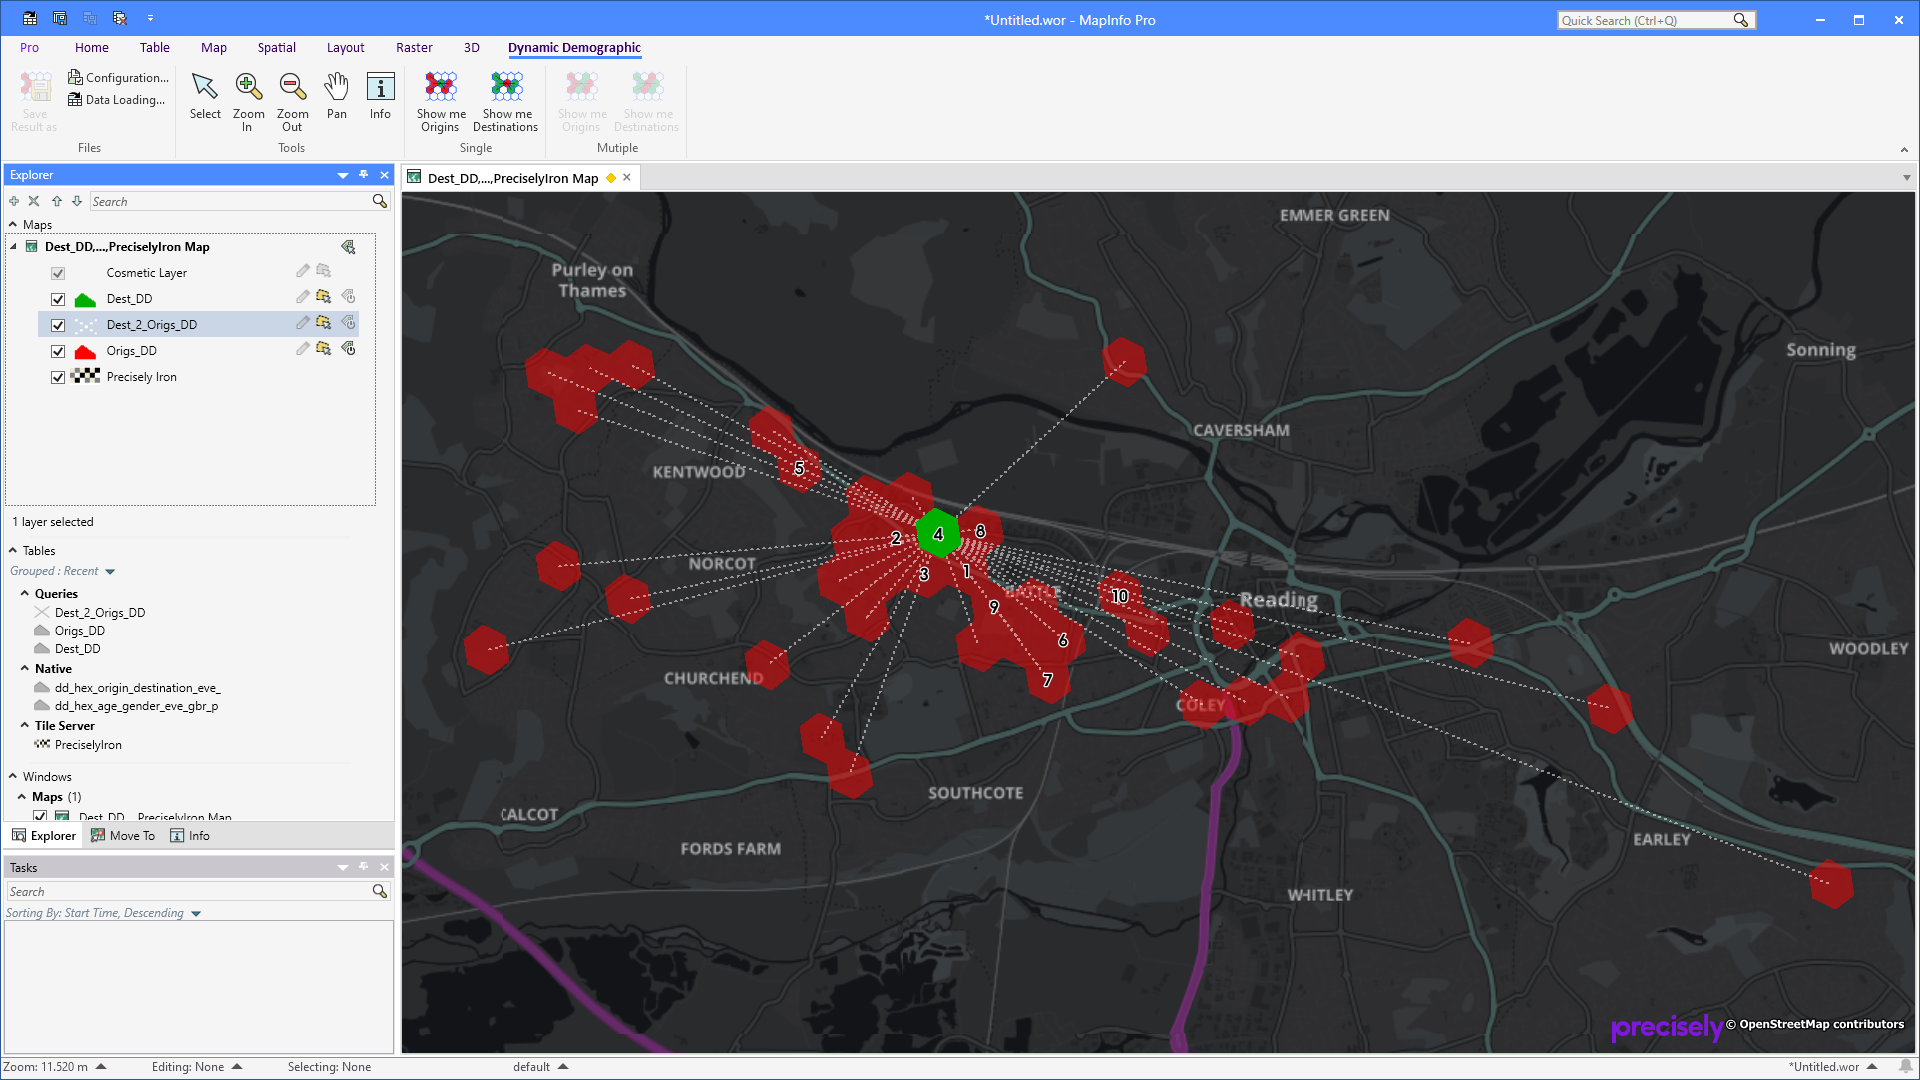 *Untitled.wor - MapInfo Pro
Quick Search (Ctrl+Q)
Pro
Home
Table
Map
Spatial
Layout
Raster
3D
Dynamic Demographic
Save
Result as
Configuration...
Data Loading...
Files
Select
Zoom
In
Zoom
Out
Pan
Info
Tools
Show me
Origins
Show me
Destinations
Single
Show me
Origins
Show me
Destinations
Mutiple
Explorer
Search
Maps
Dest_DD,...,PreciselyIron Map
Cosmetic Layer
Dest_DD
Dest_2_Origs_DD
Origs_DD
Precisely Iron
1 layer selected
Tables
Grouped : Recent
Queries
Dest_2_Origs_DD
Origs_DD
Dest_DD
Native
dd_hex_origin_destination_eve_
dd_hex_age_gender_eve_gbr_p
Tile Server
PreciselyIron
Windows
Maps (1)
Dest_DD,...,PreciselyIron Map
Explorer
Move To
Info
Tasks
Search
Sorting By: Start Time, Descending
Dest_DD,...,PreciselyIron Map
EMMER GREEN
Purley on
Thames
Sonning
CAVERSHAM
KENTWOOD
5
2
4
8
NORCOT
3
1
BATTLE
10
Reading
9
6
WOODLEY
CHURCHEND
7
COLEY
SOUTHCOTE
CALCOT
EARLEY
FORDS FARM
WHITLEY
precisely
© OpenStreetMap contributors
Zoom: 11.520 m
Editing: None
Selecting: None
default
*Untitled.wor